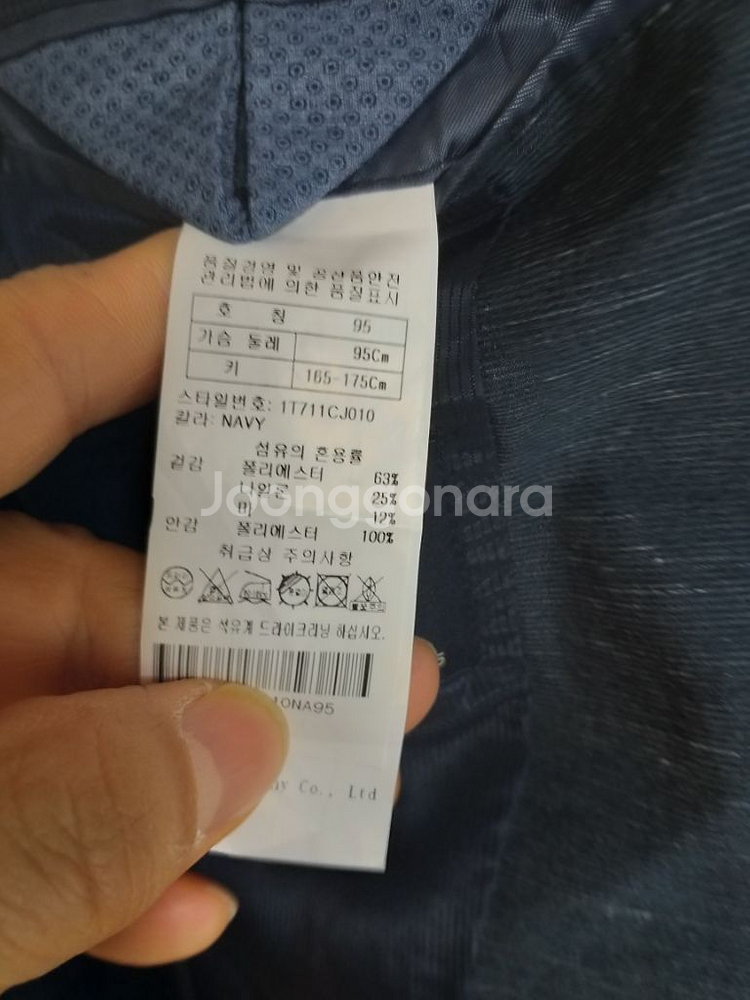 품질경영 및 공산품안전
관리법에 의한 품질표시
호 칭 95
가슴 둘레 95Cm
키 165-175Cm
스타일번호: 1T711CJ010
칼라: NAVY
섬유의 혼용률
겉감 폴리에스터 63%
나일론 25%
마 12%
안감 폴리에스터 100%
취급상 주의사항
본 제품은 석유계 드라이크리닝 하십시오.
10NA95
Co., Ltd
Joongonara